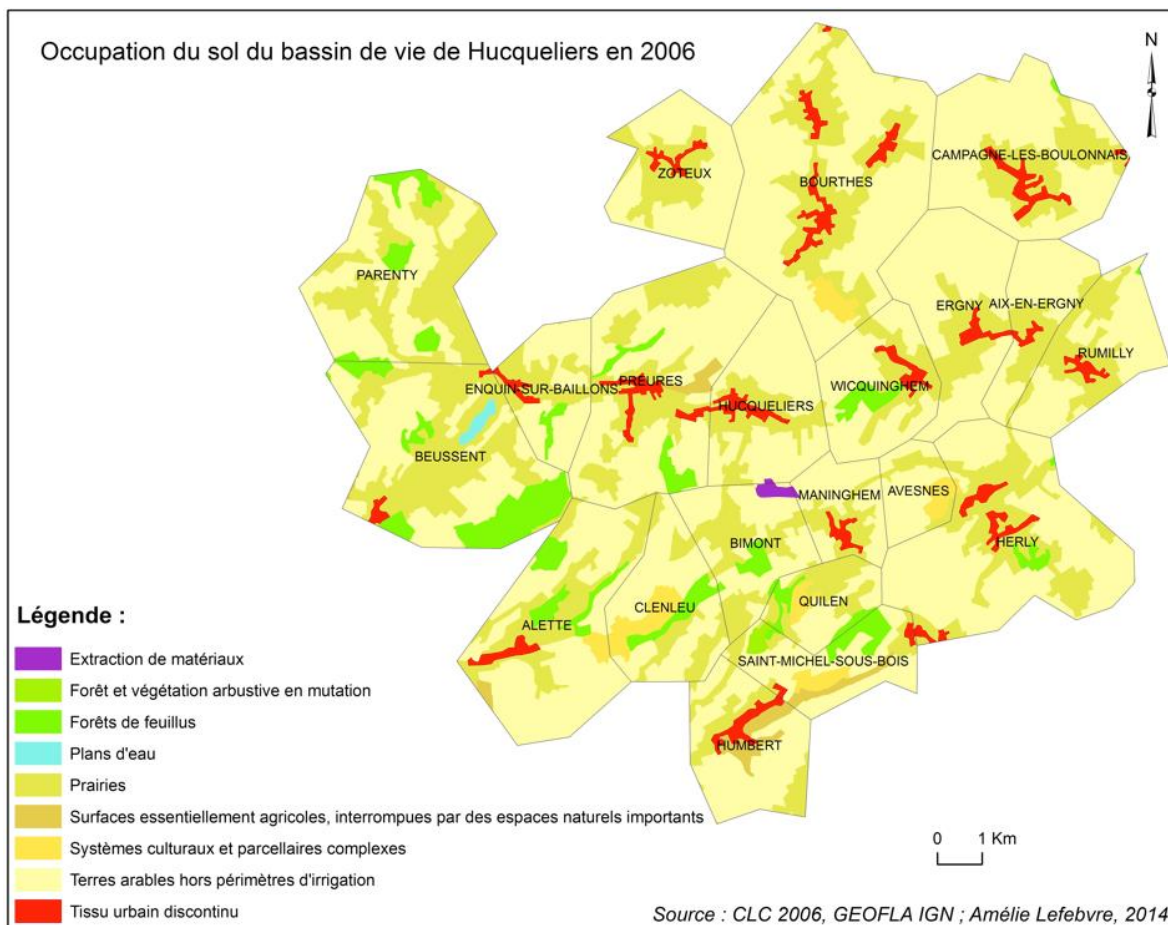 Occupation du sol du bassin de vie de Hucqueliers en 2006
N
CAMPAGNE-LES-BOULONNAIS
ZOTEUX
BOURTHES
PARENTY
ERGNY
AIX-EN-ERGNY
RUMILLY
ENQUIN-SUR-BAILLONS
PREURES
WICQUINGHEM
HUCQUELIERS
BEUSSENT
MANINGHEM
AVESNES
BIMONT
HERLY
QUILEN
CLENLEU
ALETTE
SAINT-MICHEL-SOUS-BOIS
HUMBERT
Légende :
Extraction de matériaux
Forêt et végétation arbustive en mutation
Forêts de feuillus
Plans d'eau
Prairies
Surfaces essentiellement agricoles, interrompues par des espaces naturels importants
Systèmes culturaux et parcellaires complexes
Terres arables hors périmètres d'irrigation
Tissu urbain discontinu
0 1 Km
Source : CLC 2006, GEOFLA IGN ; Amélie Lefebvre, 2014